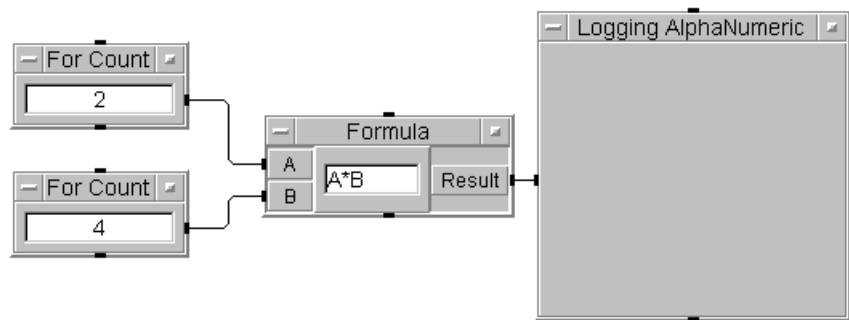 For Count
2
For Count
4
Formula
A
B
A*B
Result
Logging AlphaNumeric